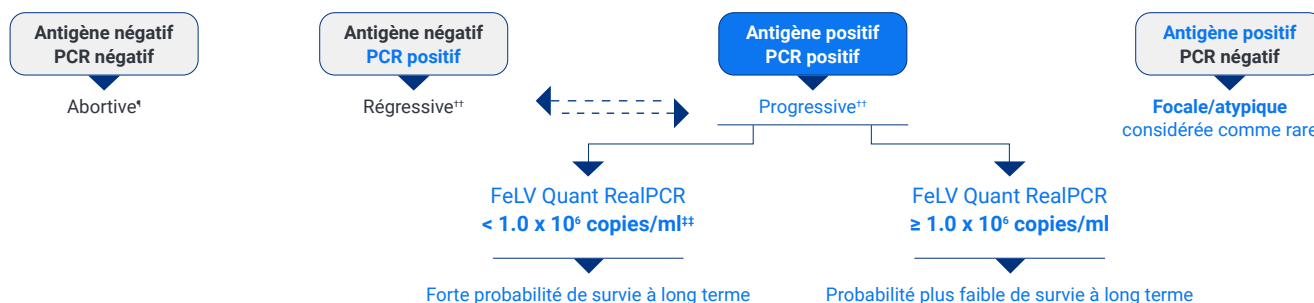 Antigène négatif
PCR négatif
Antigène négatif
PCR positif
Antigène positif
PCR positif
Antigène positif
PCR négatif
Abortive¶
Régressive††
Progressive††
Focale/atypique
considérée comme rare
FeLV Quant RealPCR
< 1.0 x 10⁶ copies/ml‡‡
FeLV Quant RealPCR
≥ 1.0 x 10⁶ copies/ml
Forte probabilité de survie à long terme
Probabilité plus faible de survie à long terme